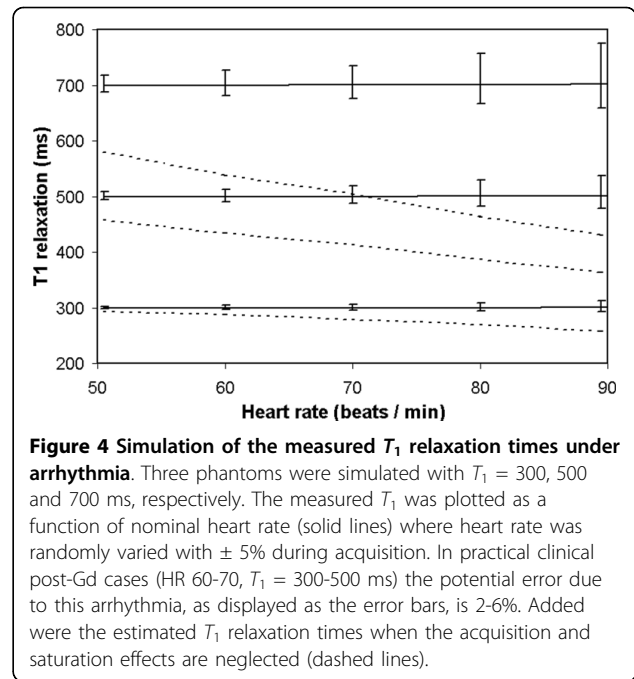 800
700
600
500
400
300
200
T1 relaxation (ms)
50 60 70 80 90
Heart rate (beats / min)
Figure 4 Simulation of the measured T₁ relaxation times under
arrhythmia. Three phantoms were simulated with T₁ = 300, 500
and 700 ms, respectively. The measured T₁ was plotted as a
function of nominal heart rate (solid lines) where heart rate was
randomly varied with ± 5% during acquisition. In practical clinical
post-Gd cases (HR 60-70, T₁ = 300-500 ms) the potential error due
to this arrhythmia, as displayed as the error bars, is 2-6%. Added
were the estimated T₁ relaxation times when the acquisition and
saturation effects are neglected (dashed lines).